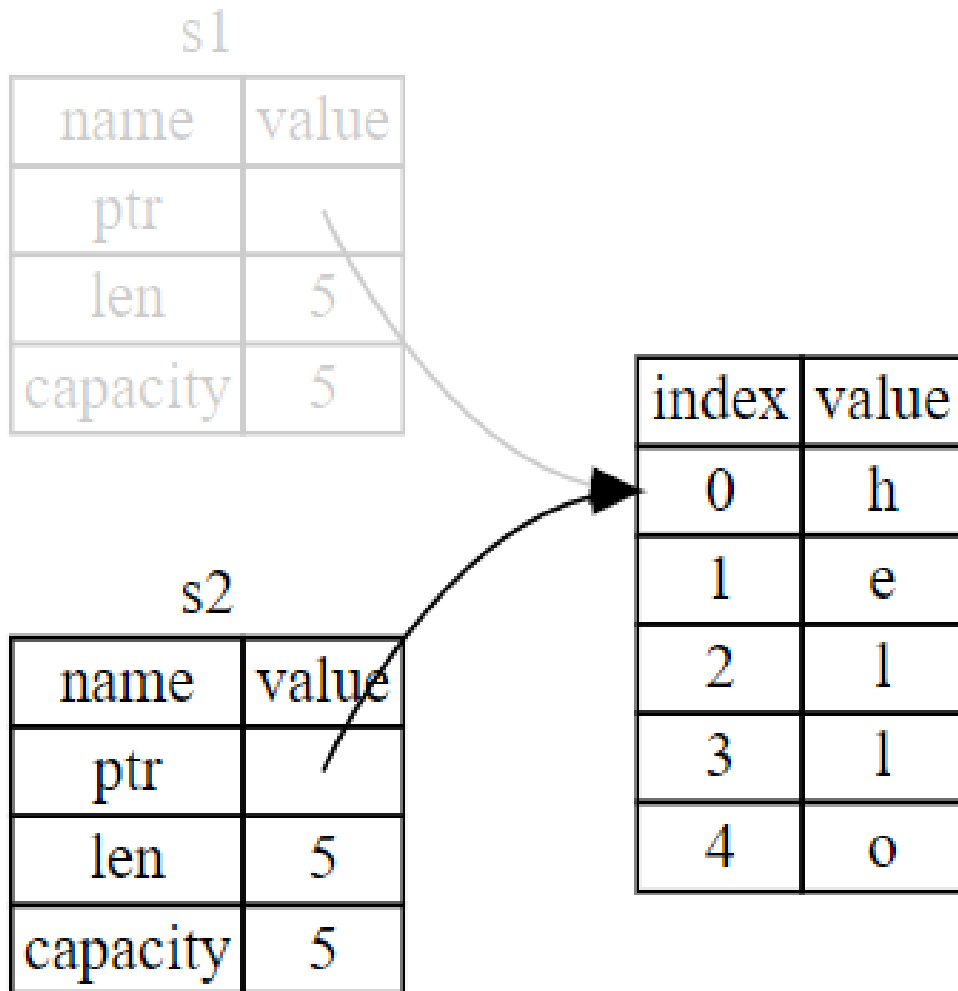 s1
name value
ptr
len 5
capacity 5
s2
name value
ptr
len 5
capacity 5
index value
0 h
1 e
2 l
3 l
4 o